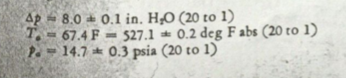 Δp = 8.0 ± 0.1 in. H₂O (20 to 1)
Tₐ = 67.4 F = 527.1 ± 0.2 deg F abs (20 to 1)
pₐ = 14.7 ± 0.3 psia (20 to 1)